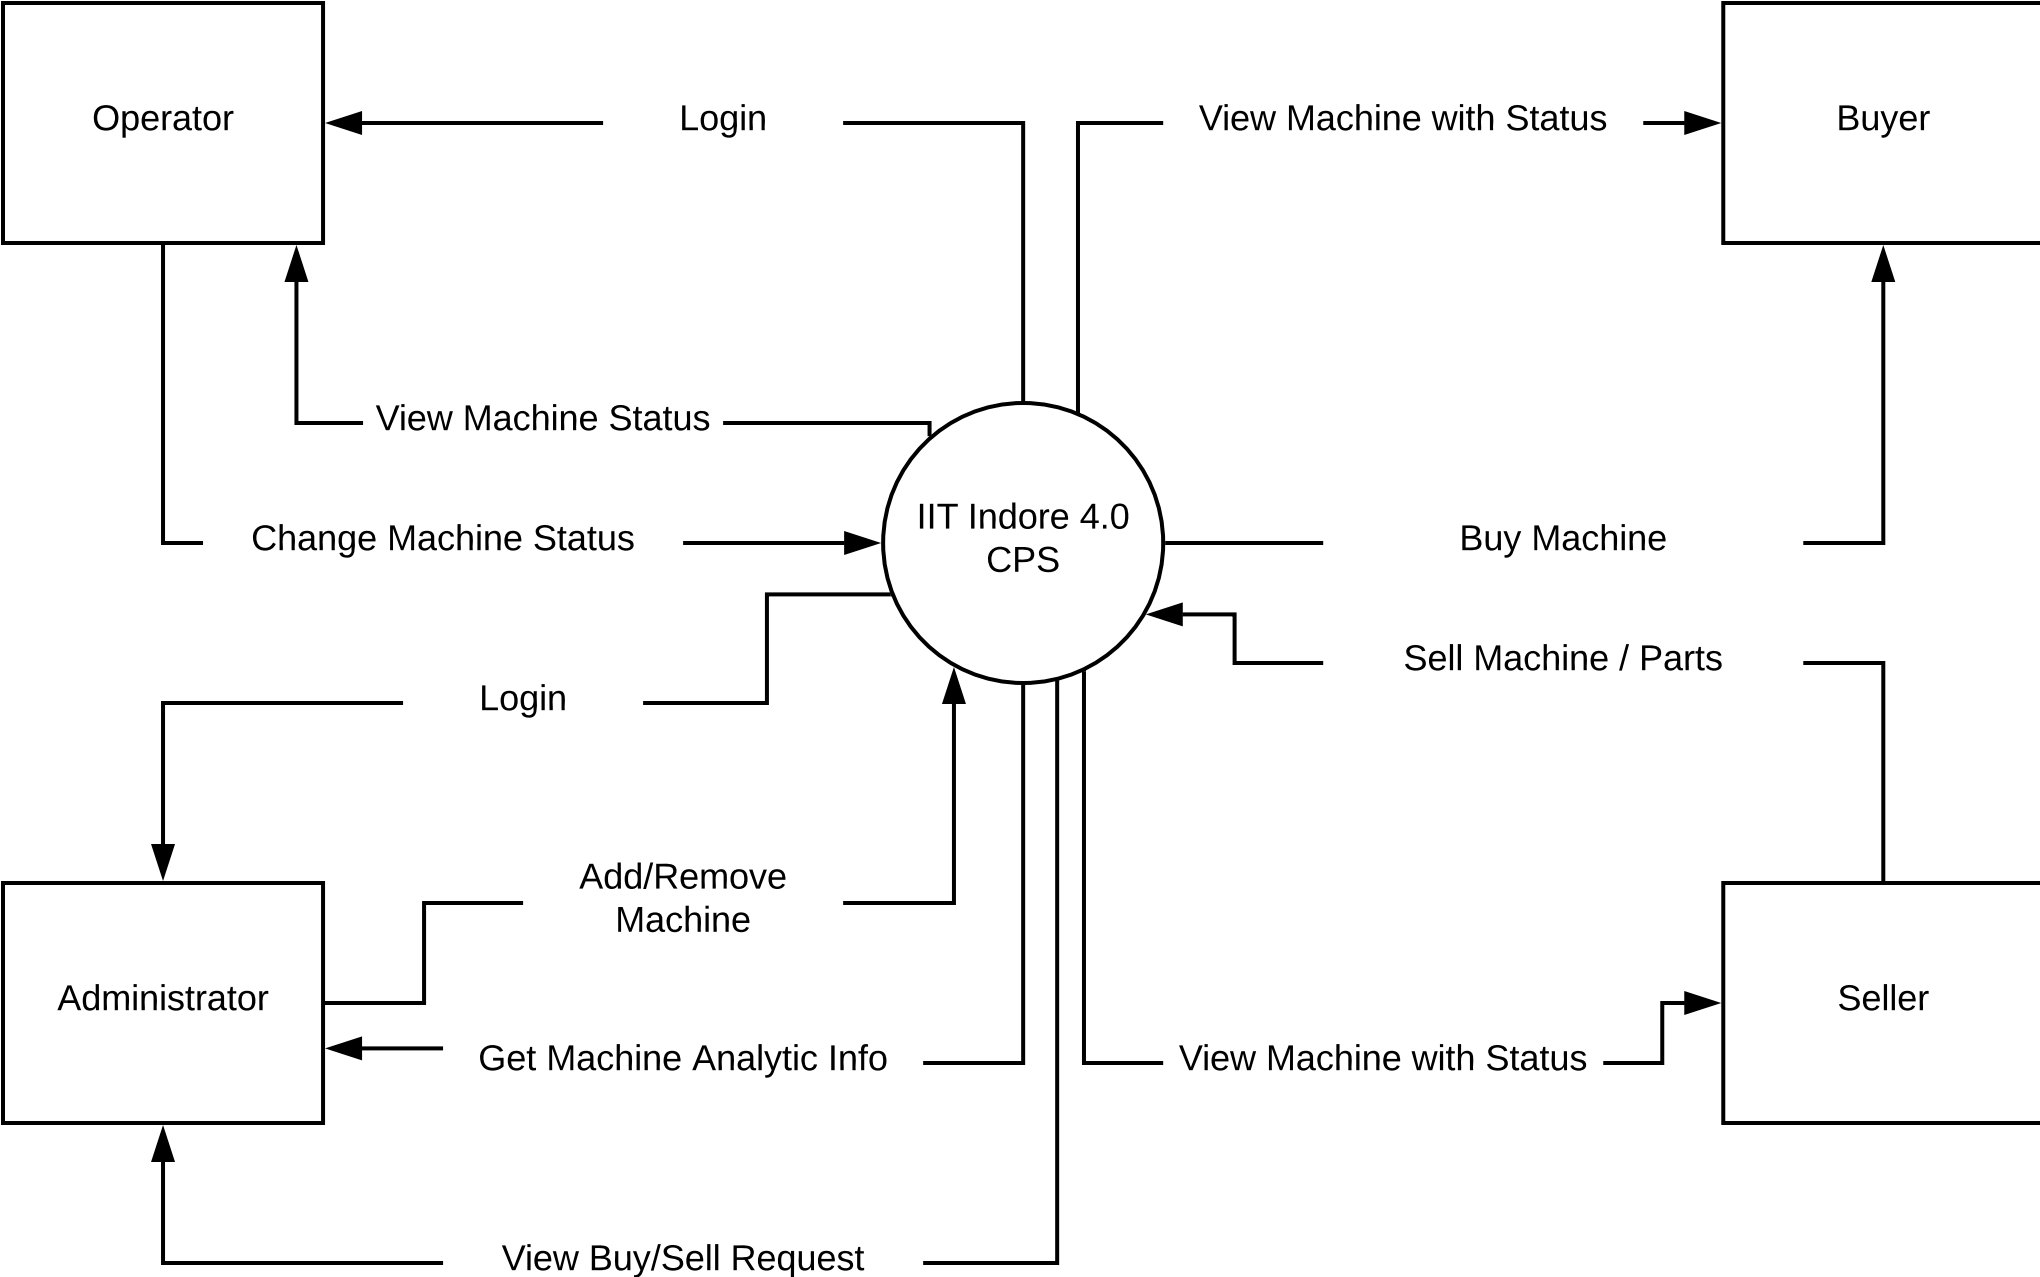 Operator
Login
View Machine with Status
Buyer
View Machine Status
Change Machine Status
IIT Indore 4.0
CPS
Buy Machine
Sell Machine / Parts
Login
Add/Remove
Machine
Administrator
Get Machine Analytic Info
View Machine with Status
Seller
View Buy/Sell Request